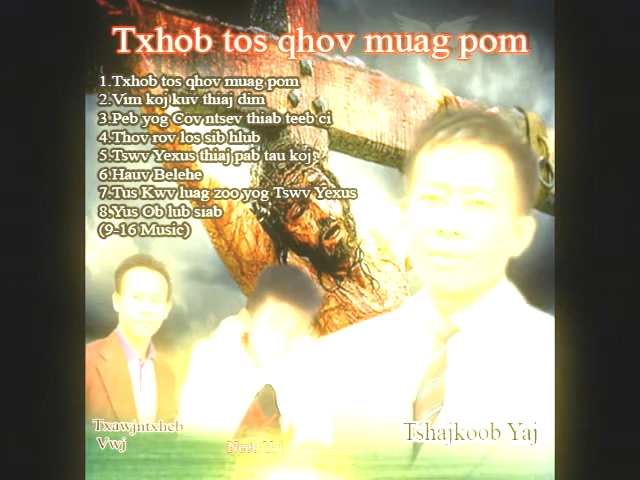 Txhob tos qhov muag pom
1.Txhob tos qhov muag pom
2.Vim koj kuv thiaj dim
3.Peb yog Cov ntsev thiab teeb ci
4.Thov rov los sib hlub
5.Tswv Yexus thiaj pab tau koj
6.Hauv Belehe
7.Tus Kwv luag zoo yog Tswv Yexus
8.Yus Ob lub siab
(9-16 Music)
Txawjntxheb
Vwj
Tshajkoob Yaj